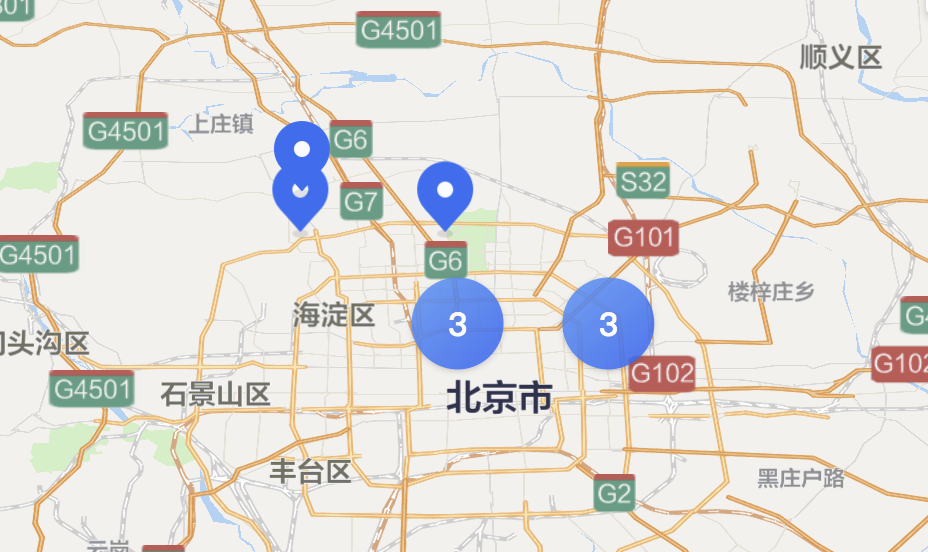 G4501
顺义区
G4501
上庄镇
G6
G7
S32
G101
G4501
G6
楼梓庄乡
海淀区
3
3
头沟区
G102
G102
G4501
石景山区
北京市
丰台区
黑庄户路
G2